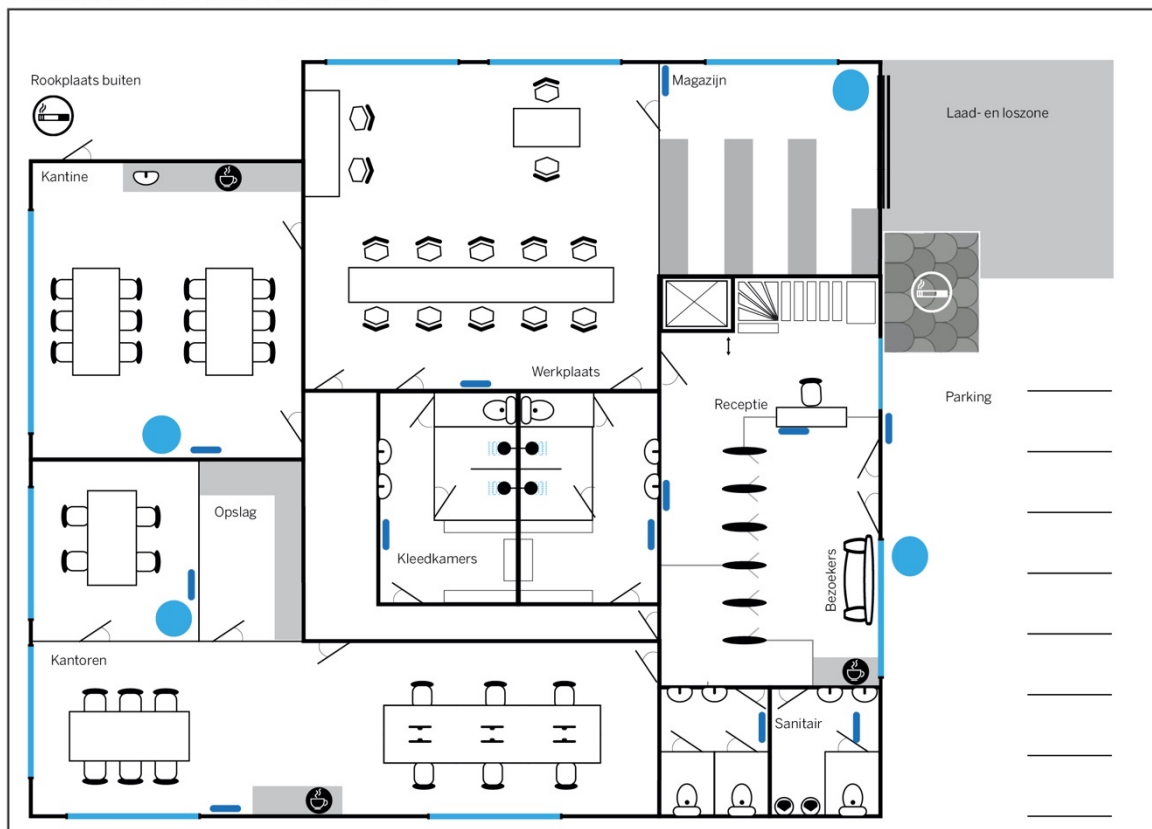 Rookplaats buiten
Magazijn
Laad- en loszone
Kantine
Werkplaats
Receptie
Parking
Opslag
Kleedkamers
Bezoekers
Kantoren
Sanitair